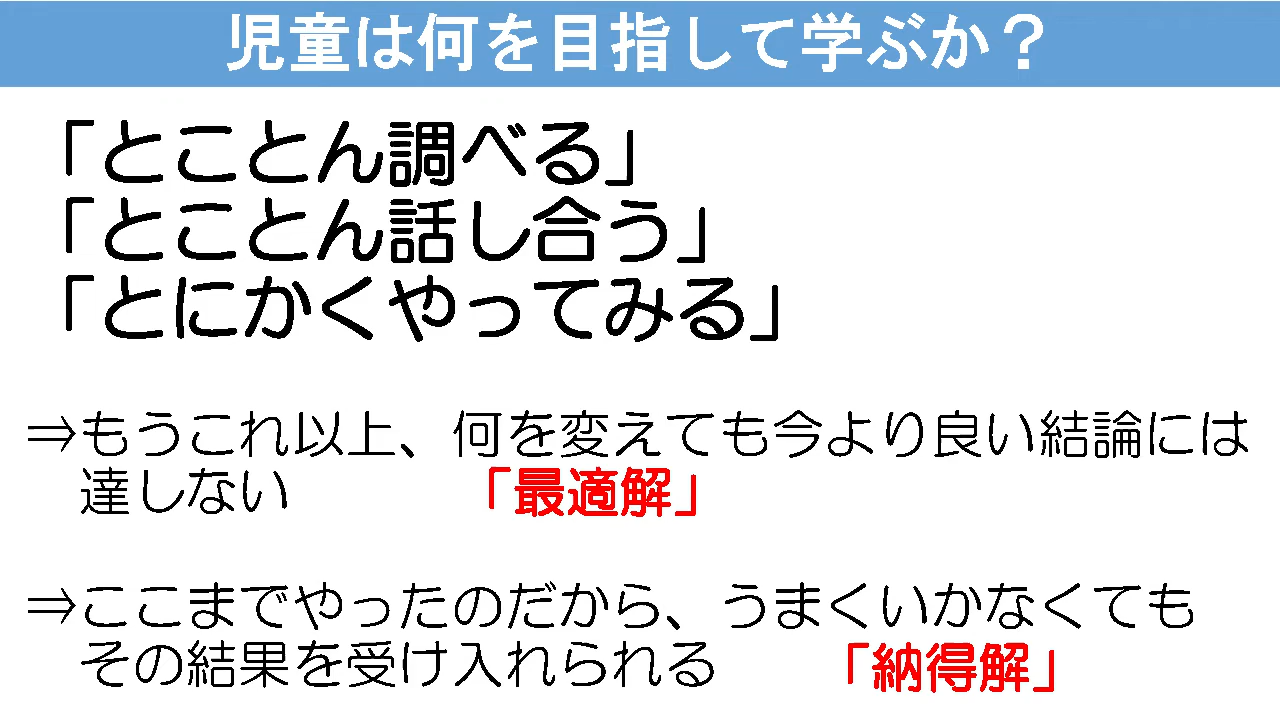 児童は何を目指して学ぶか？
「とことん調べる」
「とことん話し合う」
「とにかくやってみる」
⇒もうこれ以上、何を変えても今より良い結論には
達しない　「最適解」
⇒ここまでやったのだから、うまくいかなくても
その結果を受け入れられる　「納得解」